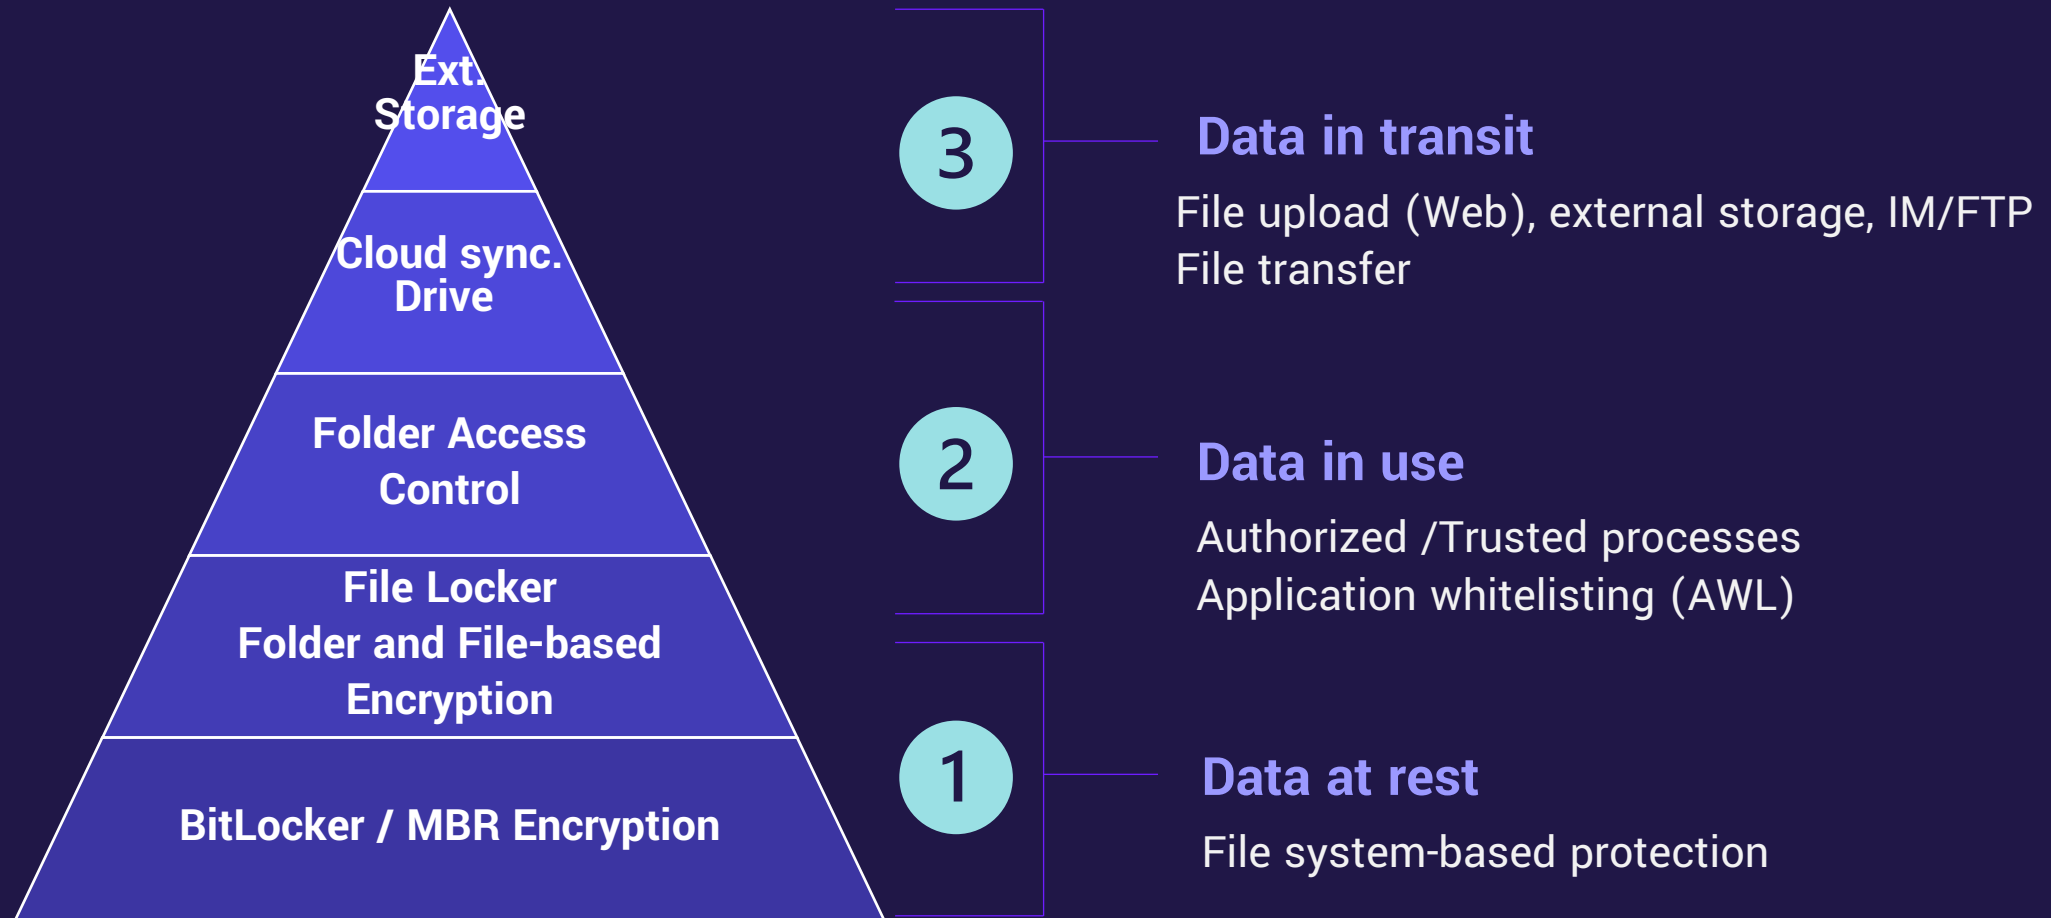 Ext.
Storage
Cloud sync.
Drive
Folder Access
Control
File Locker
Folder and File-based
Encryption
BitLocker / MBR Encryption
3
Data in transit
File upload (Web), external storage, IM/FTP
File transfer
2
Data in use
Authorized /Trusted processes
Application whitelisting (AWL)
1
Data at rest
File system-based protection